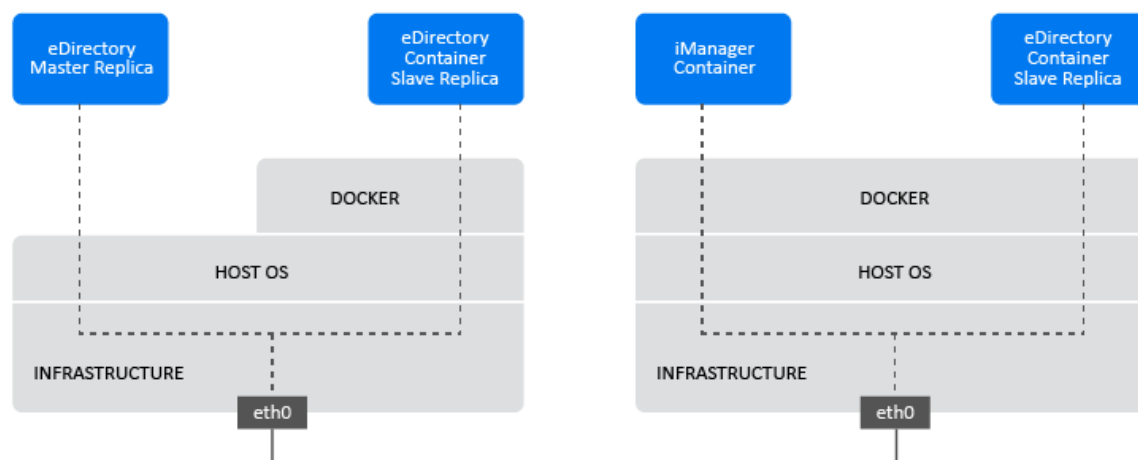 eDirectory
Master Replica
eDirectory
Container
Slave Replica
iManager
Container
eDirectory
Container
Slave Replica
DOCKER
DOCKER
HOST OS
HOST OS
INFRASTRUCTURE
INFRASTRUCTURE
eth0
eth0